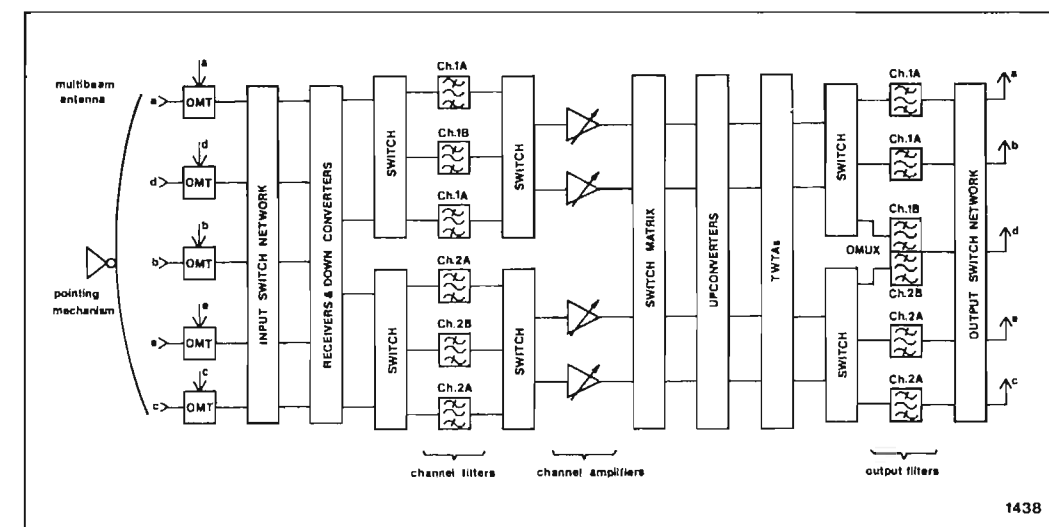 multibeam
antenna
pointing
mechanism
a
OMT
a
d
OMT
d
b
OMT
b
e
OMT
e
c
OMT
c
INPUT SWITCH NETWORK
RECEIVERS & DOWN CONVERTERS
SWITCH
SWITCH
Ch.1A
Ch.1B
Ch.1A
Ch.2A
Ch.2B
Ch.2A
channel filters
SWITCH
SWITCH
channel amplifiers
SWITCH MATRIX
UPCONVERTERS
TWTAs
SWITCH
OMUX
SWITCH
Ch.1A
Ch.1A
Ch.1B
Ch.2B
Ch.2A
Ch.2A
output filters
OUTPUT SWITCH NETWORK
a
b
d
e
c
1438